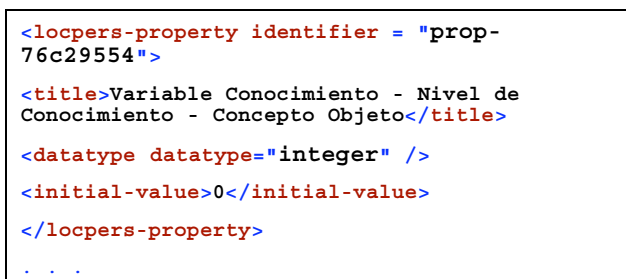 <locpers-property identifier = "prop-
76c29554">
<title>Variable Conocimiento - Nivel de
Conocimiento - Concepto Objeto</title>
<datatype datatype="integer" />
<initial-value>0</initial-value>
</locpers-property>
. . .